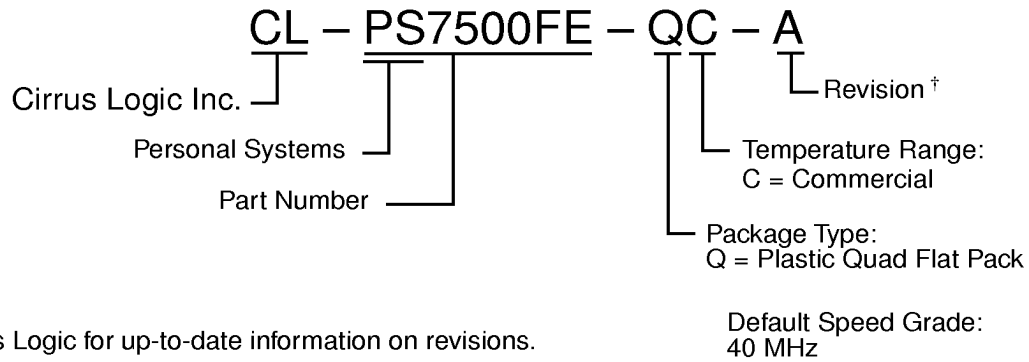 CL – PS7500FE – QC – A
Cirrus Logic Inc.
Revision †
Personal Systems
Temperature Range:
C = Commercial
Part Number
Package Type:
Q = Plastic Quad Flat Pack
Logic for up-to-date information on revisions.
Default Speed Grade:
40 MHz